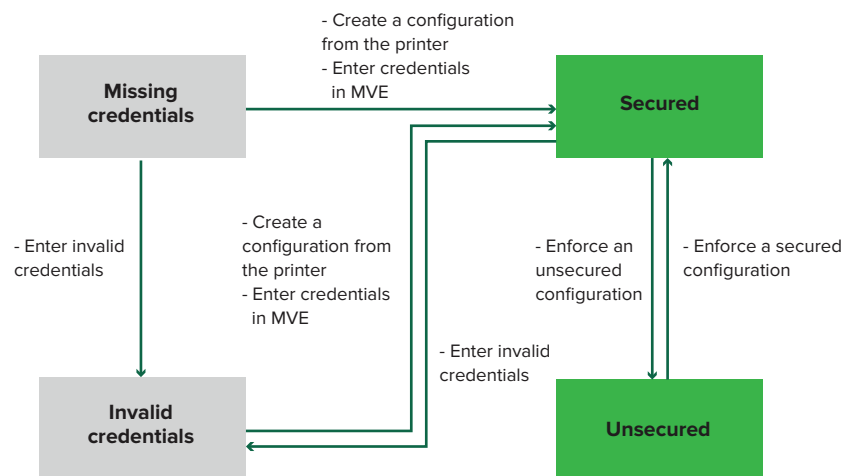 - Create a configuration
from the printer
- Enter credentials
in MVE
Missing
credentials
Secured
- Enter invalid
credentials
- Create a
configuration from
the printer
- Enter credentials
in MVE
- Enforce an
unsecured
configuration
- Enforce a secured
configuration
- Enter invalid
credentials
Invalid
credentials
Unsecured